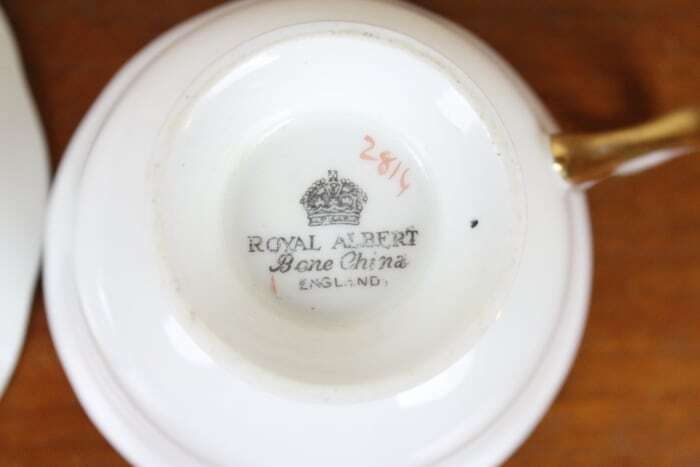 2814
ROYAL ALBERT
Bone China
ENGLAND